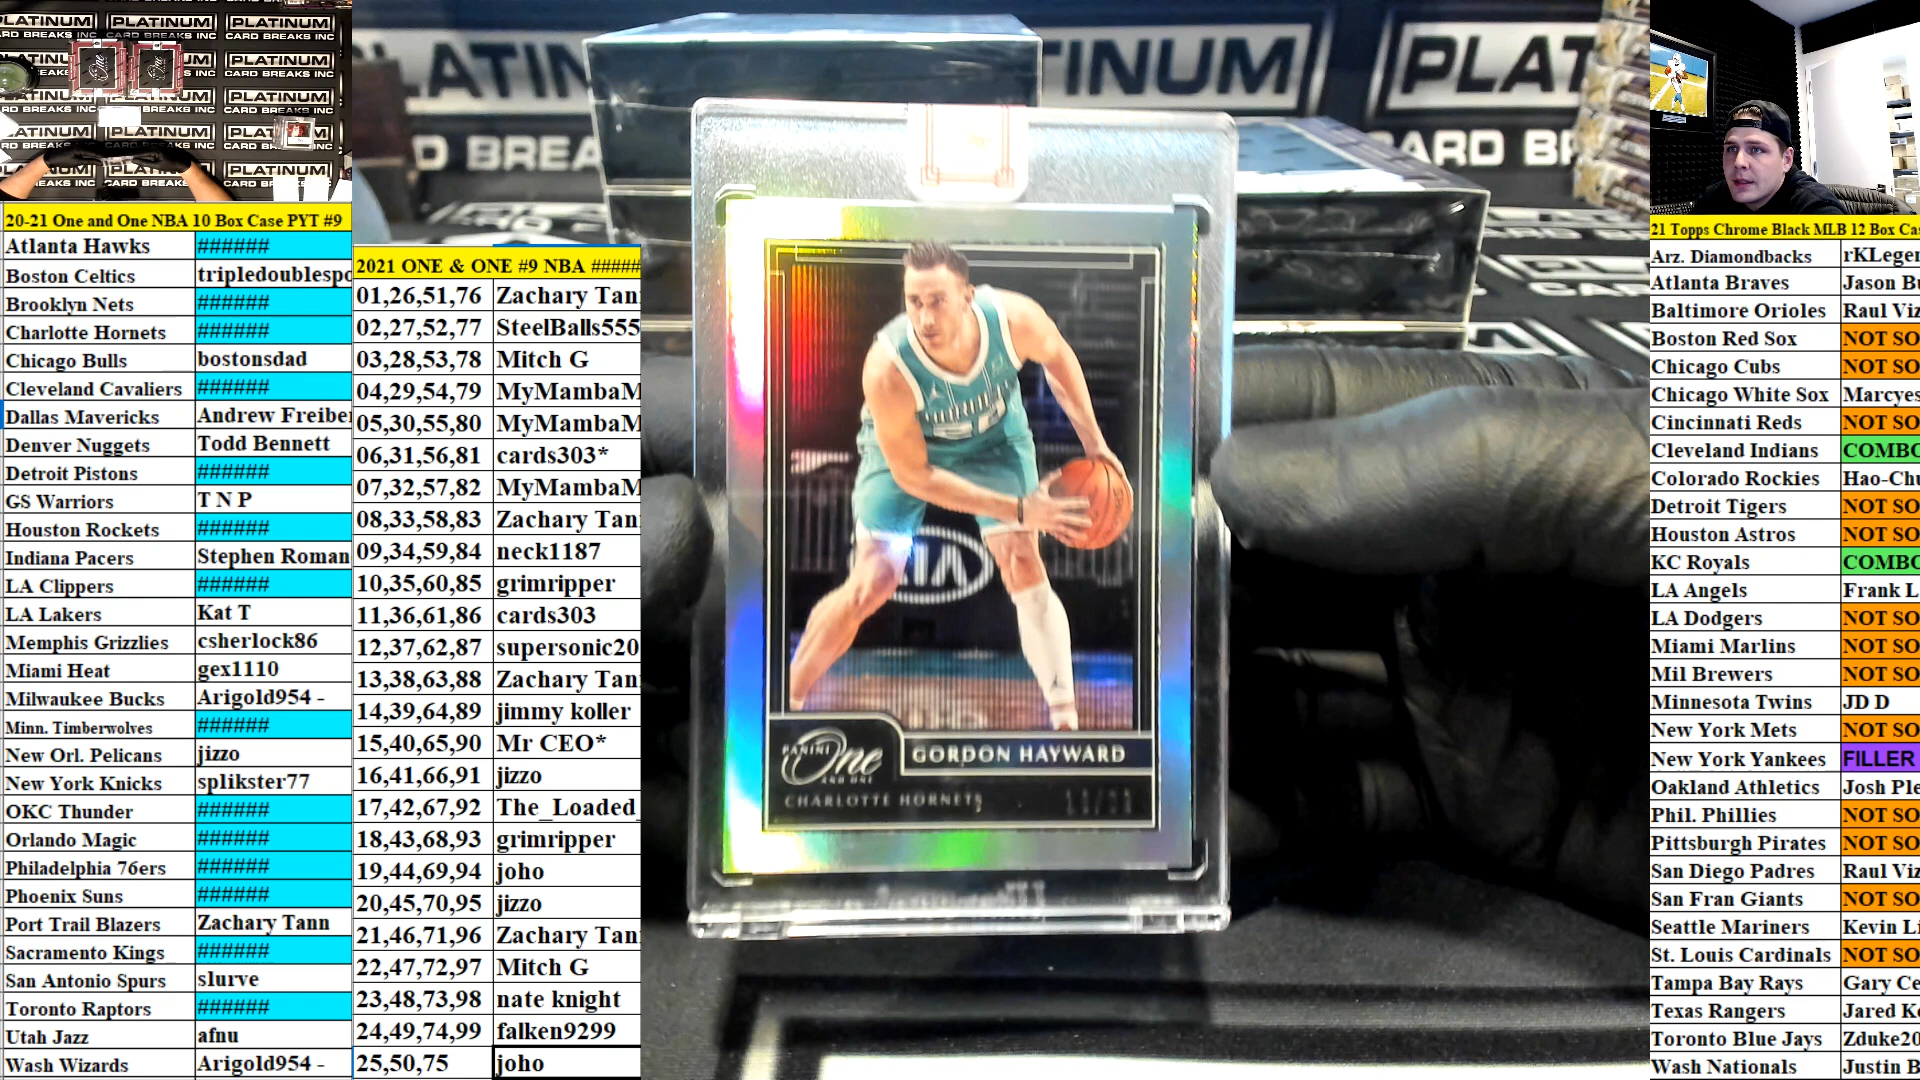 20-21 One and One NBA 10 Box Case PYT #9
Atlanta Hawks ######
Boston Celtics tripledoublespo
Brooklyn Nets ######
Charlotte Hornets ######
Chicago Bulls bostonsdad
Cleveland Cavaliers ######
Dallas Mavericks Andrew Freiber
Denver Nuggets Todd Bennett
Detroit Pistons ######
GS Warriors T N P
Houston Rockets ######
Indiana Pacers Stephen Roman
LA Clippers ######
LA Lakers Kat T
Memphis Grizzlies csherlock86
Miami Heat gex1110
Milwaukee Bucks Arigold954 -
Minn. Timberwolves ######
New Orl. Pelicans jizzo
New York Knicks splikster77
OKC Thunder ######
Orlando Magic ######
Philadelphia 76ers ######
Phoenix Suns ######
Port Trail Blazers Zachary Tann
Sacramento Kings ######
San Antonio Spurs slurve
Toronto Raptors ######
Utah Jazz afnu
Wash Wizards Arigold954 -
2021 ONE & ONE #9 NBA #####
01,26,51,76 Zachary Tan
02,27,52,77 SteelBalls555
03,28,53,78 Mitch G
04,29,54,79 MyMambaM
05,30,55,80 MyMambaM
06,31,56,81 cards303*
07,32,57,82 MyMambaM
08,33,58,83 Zachary Tan
09,34,59,84 neck1187
10,35,60,85 grimripper
11,36,61,86 cards303
12,37,62,87 supersonic20
13,38,63,88 Zachary Tan
14,39,64,89 jimmy koller
15,40,65,90 Mr CEO*
16,41,66,91 jizzo
17,42,67,92 The_Loaded_
18,43,68,93 grimripper
19,44,69,94 joho
20,45,70,95 jizzo
21,46,71,96 Zachary Tan
22,47,72,97 Mitch G
23,48,73,98 nate knight
24,49,74,99 falken9299
25,50,75 joho
PLATINUM
CARD BREAKS INC
KIA
PANINI
One
AND ONE
GORDON HAYWARD
CHARLOTTE HORNETS
21 Topps Chrome Black MLB 12 Box Cas
Arz. Diamondbacks rKLeger
Atlanta Braves Jason Bu
Baltimore Orioles Raul Viz
Boston Red Sox NOT SO
Chicago Cubs NOT SO
Chicago White Sox Marcyes
Cincinnati Reds NOT SO
Cleveland Indians COMBO
Colorado Rockies Hao-Chu
Detroit Tigers NOT SO
Houston Astros NOT SO
KC Royals COMBO
LA Angels Frank L
LA Dodgers NOT SO
Miami Marlins NOT SO
Mil Brewers NOT SO
Minnesota Twins JD D
New York Mets NOT SO
New York Yankees FILLER
Oakland Athletics Josh Ple
Phil. Phillies NOT SO
Pittsburgh Pirates NOT SO
San Diego Padres Raul Viz
San Fran Giants NOT SO
Seattle Mariners Kevin Li
St. Louis Cardinals NOT SO
Tampa Bay Rays Gary Ce
Texas Rangers Jared Ke
Toronto Blue Jays Zduke20
Wash Nationals Justin B